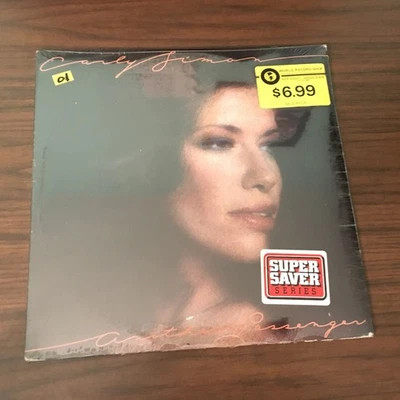 Carly Simon
01
$6.99
SUPER
SAVER
SERIES
Another Passenger